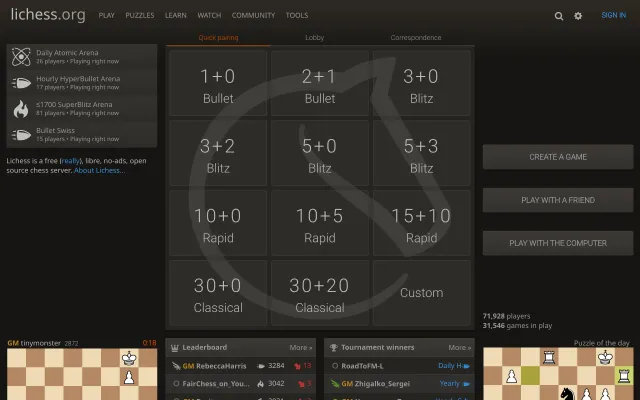 lichess.org PLAY PUZZLES LEARN WATCH COMMUNITY TOOLS SIGN IN
Quick pairing Lobby Correspondence
Daily Atomic Arena
26 players • Playing right now
Hourly HyperBullet Arena
17 players • Playing right now
≤1700 SuperBlitz Arena
81 players • Playing right now
Bullet Swiss
15 players • Playing right now
Lichess is a free (really), libre, no-ads, open
source chess server. About Lichess...
1+0
Bullet
2+1
Bullet
3+0
Blitz
3+2
Blitz
5+0
Blitz
5+3
Blitz
10+0
Rapid
10+5
Rapid
15+10
Rapid
30+0
Classical
30+20
Classical
Custom
CREATE A GAME
PLAY WITH A FRIEND
PLAY WITH THE COMPUTER
71,928 players
31,546 games in play
GM tinymonster 2872 0:18
Leaderboard More »
GM RebeccaHarris 3284
FairChess_on_You... 3042
Tournament winners More »
RoadToFM-L Daily H
GM Zhigalko_Sergei Yearly
Puzzle of the day